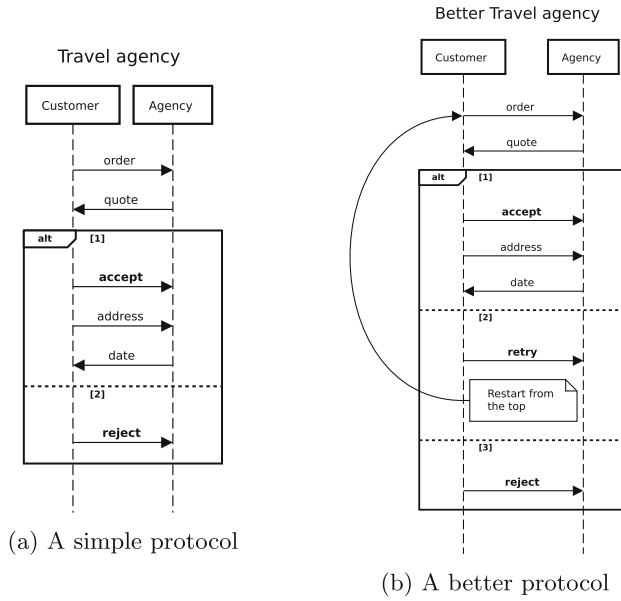 Travel agency
Customer
Agency
order
quote
alt
[1]
accept
address
date
[2]
reject
(a) A simple protocol
Better Travel agency
Customer
Agency
order
quote
alt
[1]
accept
address
date
[2]
retry
Restart from
the top
[3]
reject
(b) A better protocol